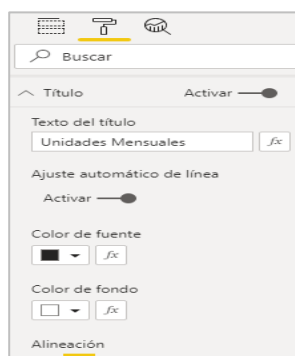 Buscar
Título Activar
Texto del título
Unidades Mensuales fx
Ajuste automático de línea
Activar
Color de fuente
fx
Color de fondo
fx
Alineación